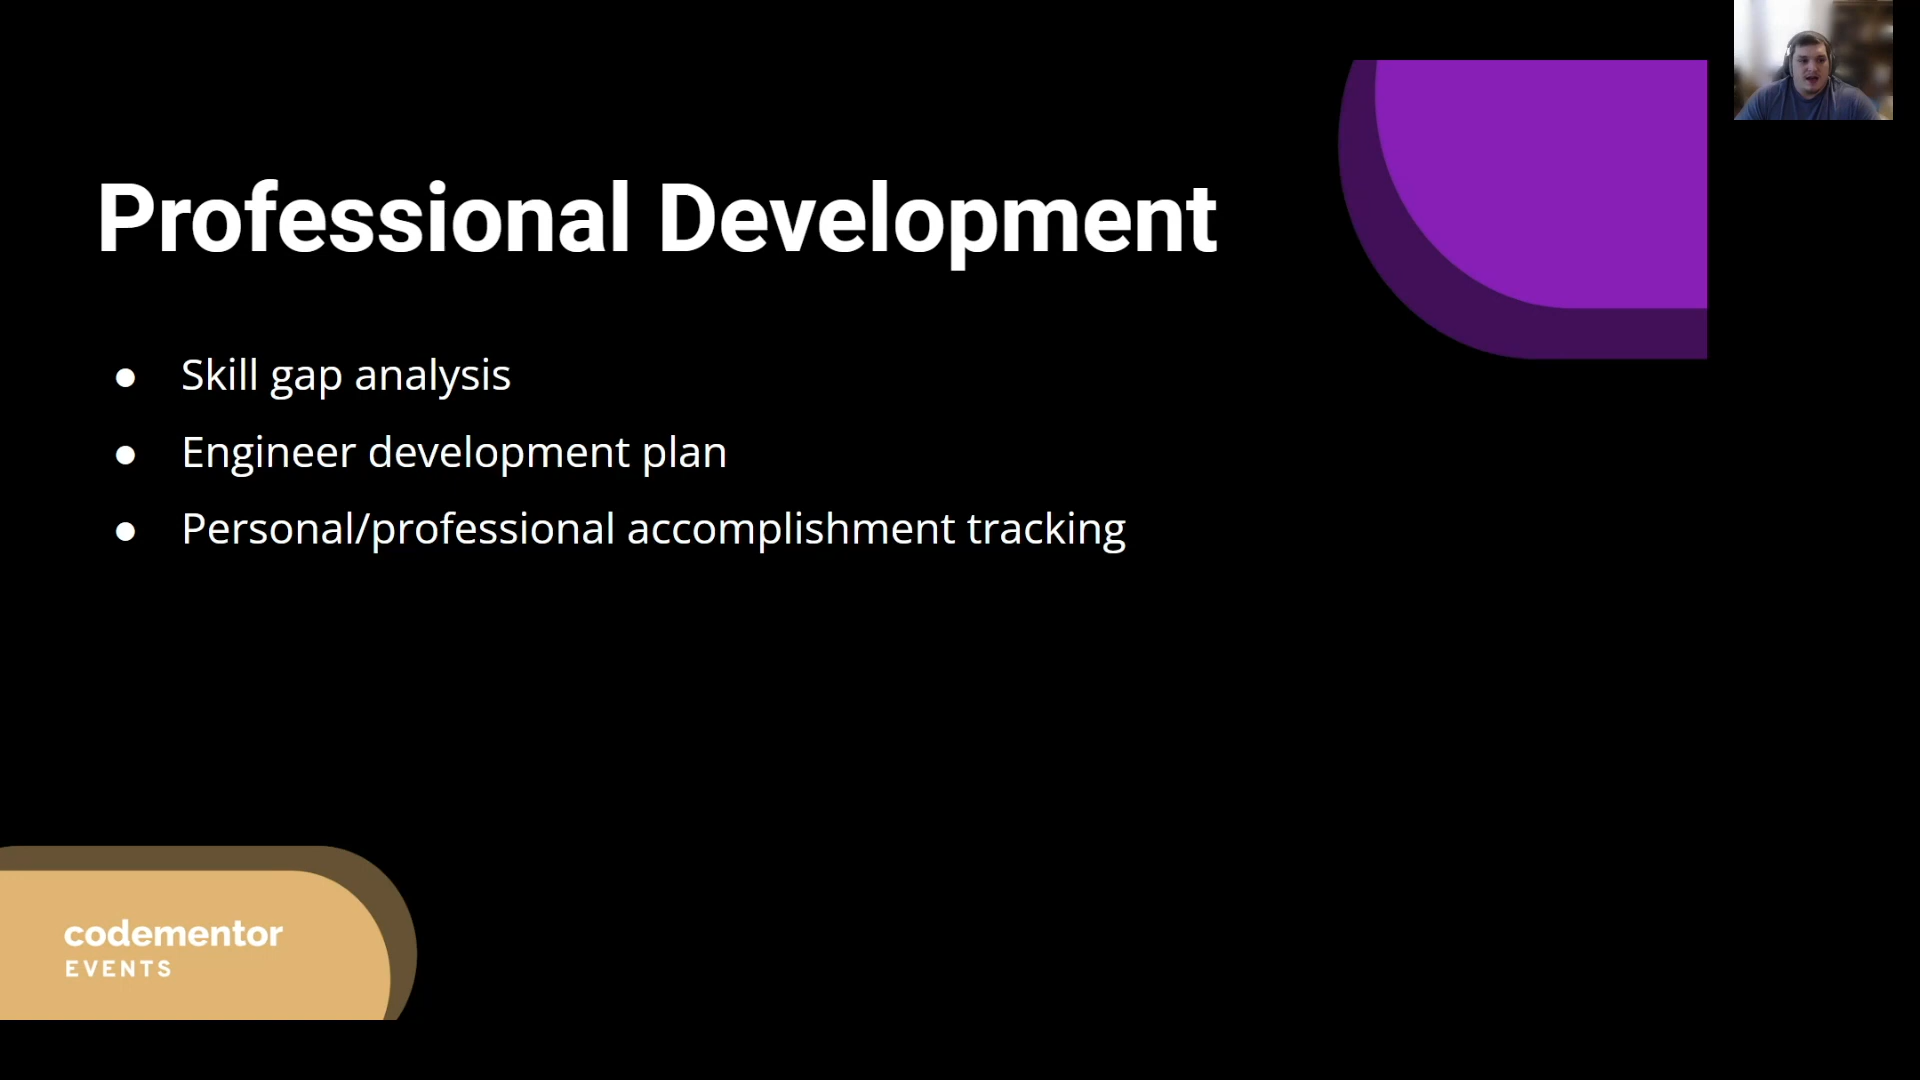 Professional Development
● Skill gap analysis
● Engineer development plan
● Personal/professional accomplishment tracking
codementor
EVENTS